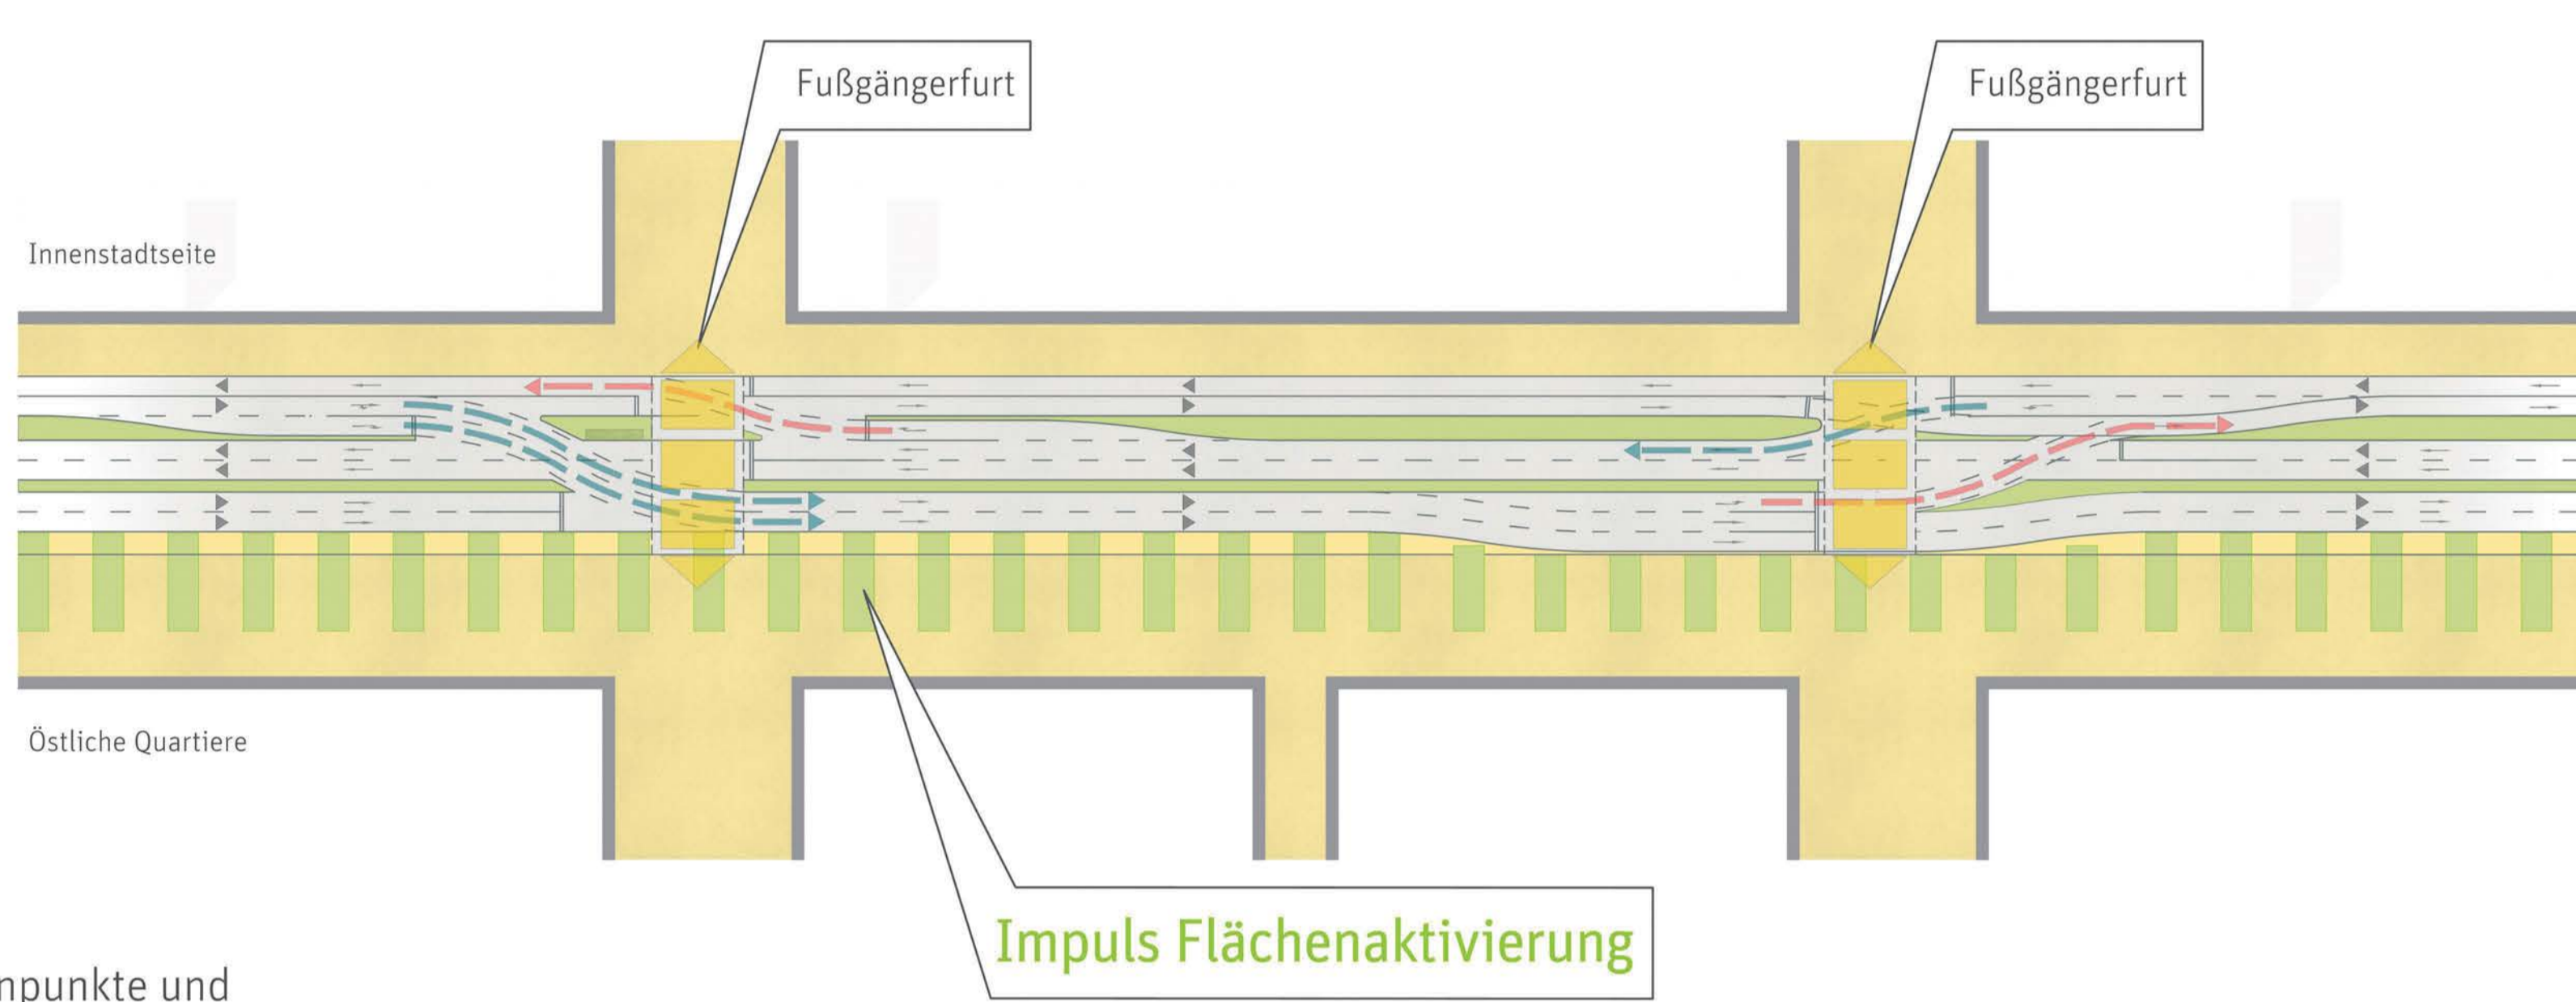 Fußgängerfurt
Fußgängerfurt
Innenstadtseite
Östliche Quartiere
Impuls Flächenaktivierung
npunkte und